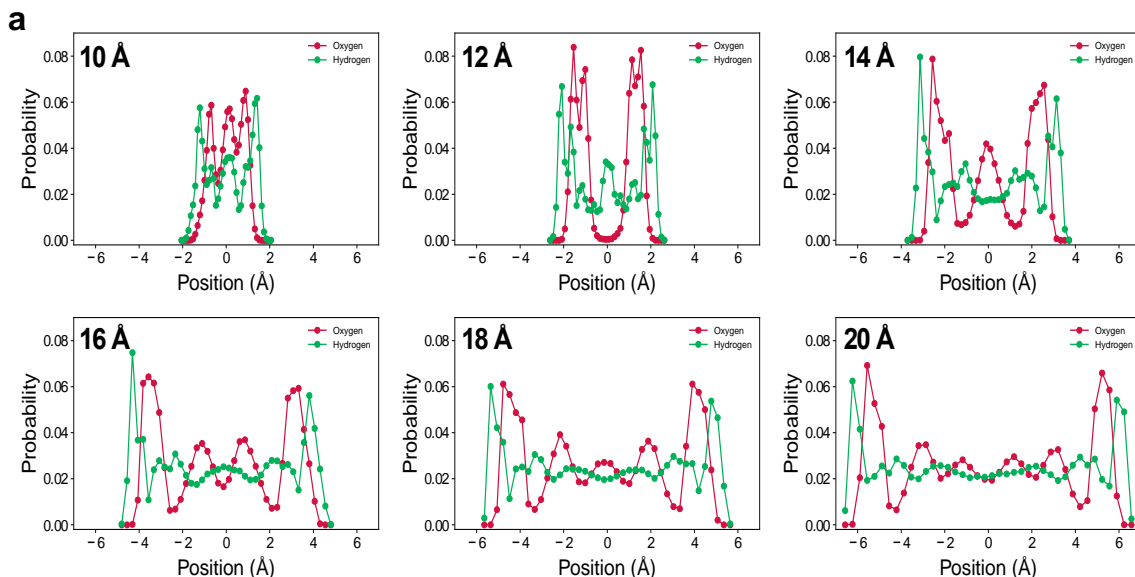 a
10 Å
Oxygen
Hydrogen
Probability
0.08
0.06
0.04
0.02
0.00
−6 −4 −2 0 2 4 6
Position (Å)
12 Å
Oxygen
Hydrogen
Probability
0.08
0.06
0.04
0.02
0.00
−6 −4 −2 0 2 4 6
Position (Å)
14 Å
Oxygen
Hydrogen
Probability
0.08
0.06
0.04
0.02
0.00
−6 −4 −2 0 2 4 6
Position (Å)
16 Å
Oxygen
Hydrogen
Probability
0.08
0.06
0.04
0.02
0.00
−6 −4 −2 0 2 4 6
Position (Å)
18 Å
Oxygen
Hydrogen
Probability
0.08
0.06
0.04
0.02
0.00
−6 −4 −2 0 2 4 6
Position (Å)
20 Å
Oxygen
Hydrogen
Probability
0.08
0.06
0.04
0.02
0.00
−6 −4 −2 0 2 4 6
Position (Å)